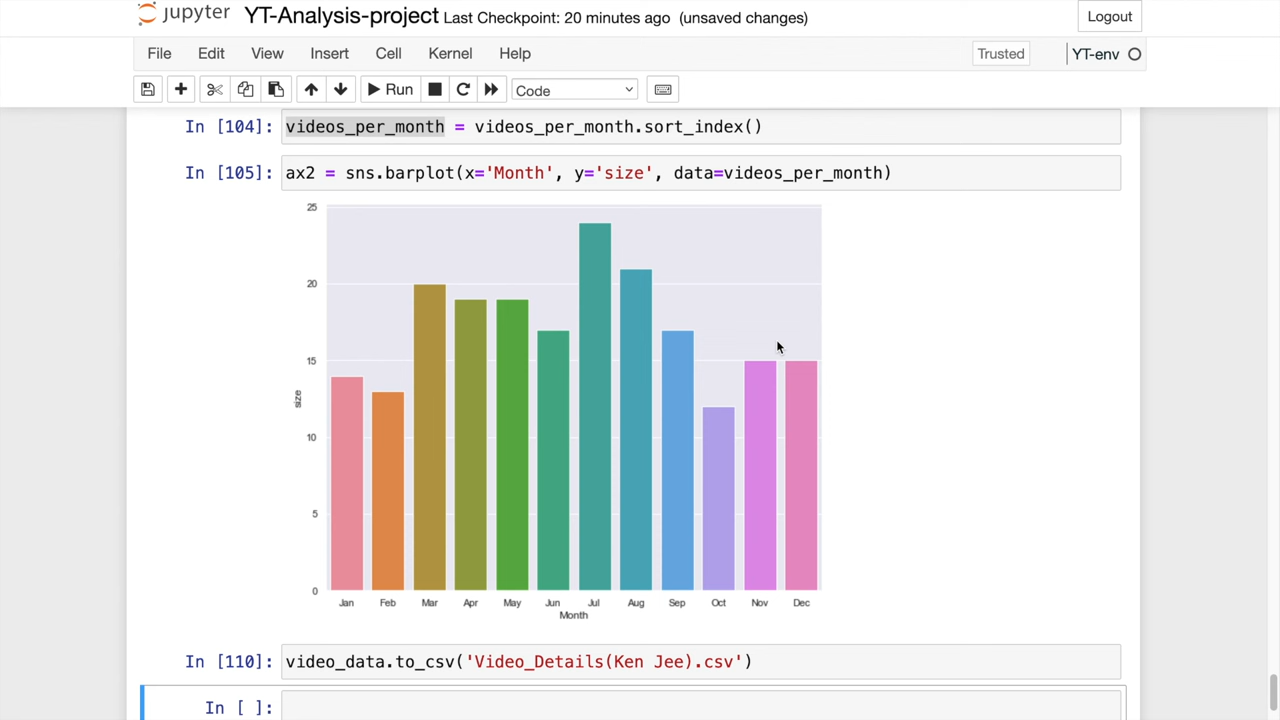 jupyter YT-Analysis-project Last Checkpoint: 20 minutes ago (unsaved changes) Logout
File Edit View Insert Cell Kernel Help Trusted YT-env
Run Code
In [104]: videos_per_month = videos_per_month.sort_index()
In [105]: ax2 = sns.barplot(x='Month', y='size', data=videos_per_month)
25
20
15
10
5
0
size
Jan Feb Mar Apr May Jun Jul Aug Sep Oct Nov Dec
Month
In [110]: video_data.to_csv('Video_Details(Ken Jee).csv')
In [ ]: